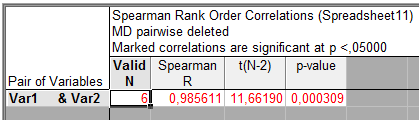 Spearman Rank Order Correlations (Spreadsheet11)
MD pairwise deleted
Marked correlations are significant at p <,05000
Pair of Variables Valid N Spearman R t(N-2) p-value
Var1 & Var2 6 0,985611 11,66190 0,000309